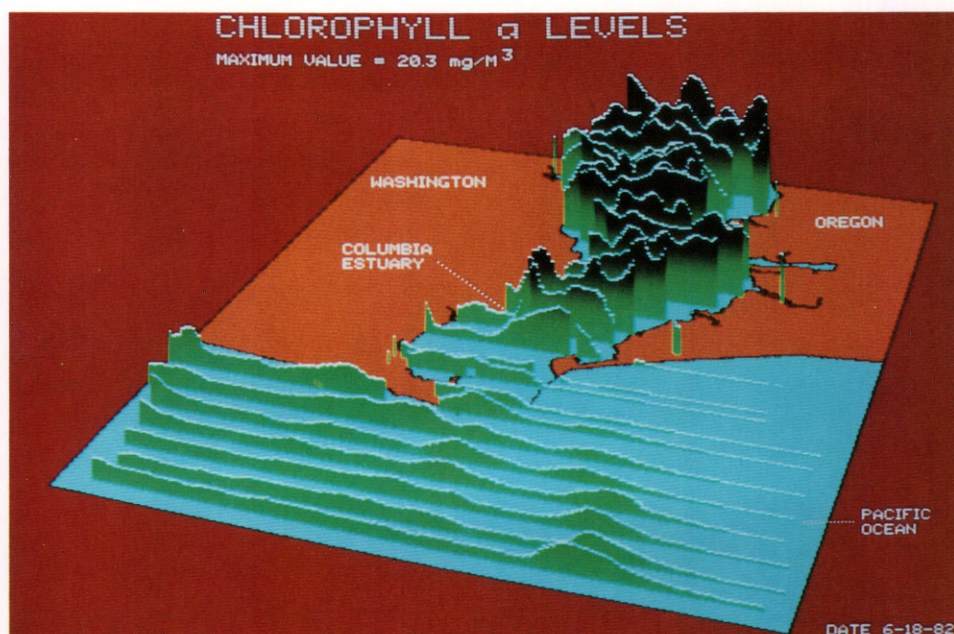 CHLOROPHYLL a LEVELS
MAXIMUM VALUE = 20.3 mg/M³
WASHINGTON
OREGON
COLUMBIA
ESTUARY
PACIFIC
OCEAN
DATE 6-18-82